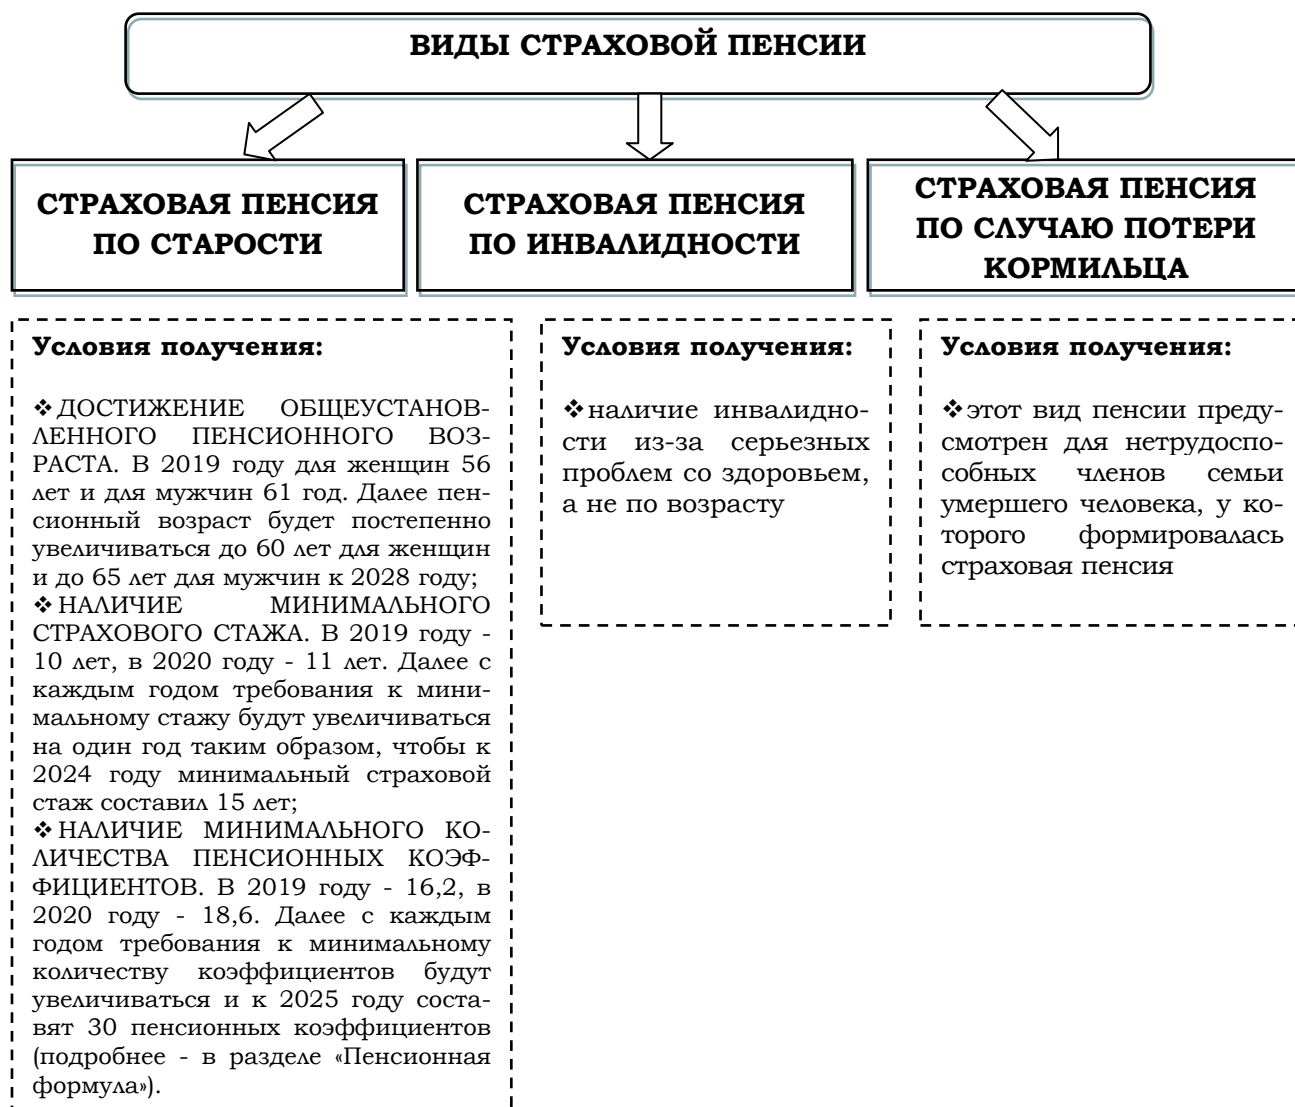 ВИДЫ СТРАХОВОЙ ПЕНСИИ
СТРАХОВАЯ ПЕНСИЯ
ПО СТАРОСТИ
СТРАХОВАЯ ПЕНСИЯ
ПО ИНВАЛИДНОСТИ
СТРАХОВАЯ ПЕНСИЯ
ПО СЛУЧАЮ ПОТЕРИ
КОРМИЛЬЦА
Условия получения:
❖ ДОСТИЖЕНИЕ ОБЩЕУСТАНОВ-
ЛЕННОГО ПЕНСИОННОГО ВОЗ-
РАСТА. В 2019 году для женщин 56
лет и для мужчин 61 год. Далее пен-
сионный возраст будет постепенно
увеличиваться до 60 лет для женщин
и до 65 лет для мужчин к 2028 году;
❖ НАЛИЧИЕ МИНИМАЛЬНОГО
СТРАХОВОГО СТАЖА. В 2019 году -
10 лет, в 2020 году - 11 лет. Далее с
каждым годом требования к мини-
мальному стажу будут увеличиваться
на один год таким образом, чтобы к
2024 году минимальный страховой
стаж составил 15 лет;
❖ НАЛИЧИЕ МИНИМАЛЬНОГО КО-
ЛИЧЕСТВА ПЕНСИОННЫХ КОЭФ-
ФИЦИЕНТОВ. В 2019 году - 16,2, в
2020 году - 18,6. Далее с каждым
годом требования к минимальному
количеству коэффициентов будут
увеличиваться и к 2025 году соста-
вят 30 пенсионных коэффициентов
(подробнее - в разделе «Пенсионная
формула»).
Условия получения:
❖ наличие инвалидно-
сти из-за серьезных
проблем со здоровьем,
а не по возрасту
Условия получения:
❖ этот вид пенсии преду-
смотрен для нетрудоспо-
собных членов семьи
умершего человека, у ко-
торого формировалась
страховая пенсия